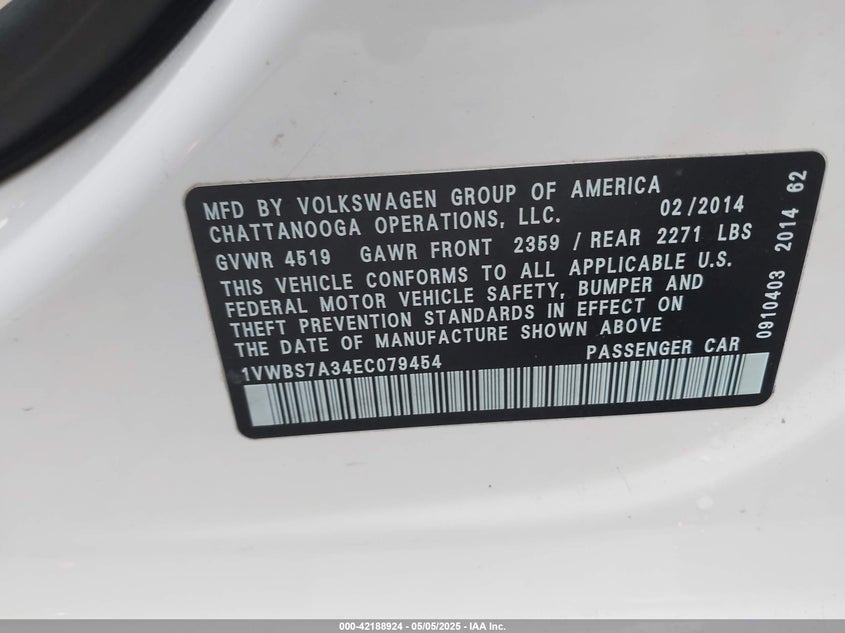 MFD BY VOLKSWAGEN GROUP OF AMERICA
CHATTANOOGA OPERATIONS, LLC. 02/2014
GVWR 4519 GAWR FRONT 2359 / REAR 2271 LBS
THIS VEHICLE CONFORMS TO ALL APPLICABLE U.S.
FEDERAL MOTOR VEHICLE SAFETY, BUMPER AND
THEFT PREVENTION STANDARDS IN EFFECT ON
THE DATE OF MANUFACTURE SHOWN ABOVE
1VWBS7A34EC079454 PASSENGER CAR
0910403 2014 62
000-42188924 - 05/05/2025 - IAA Inc.